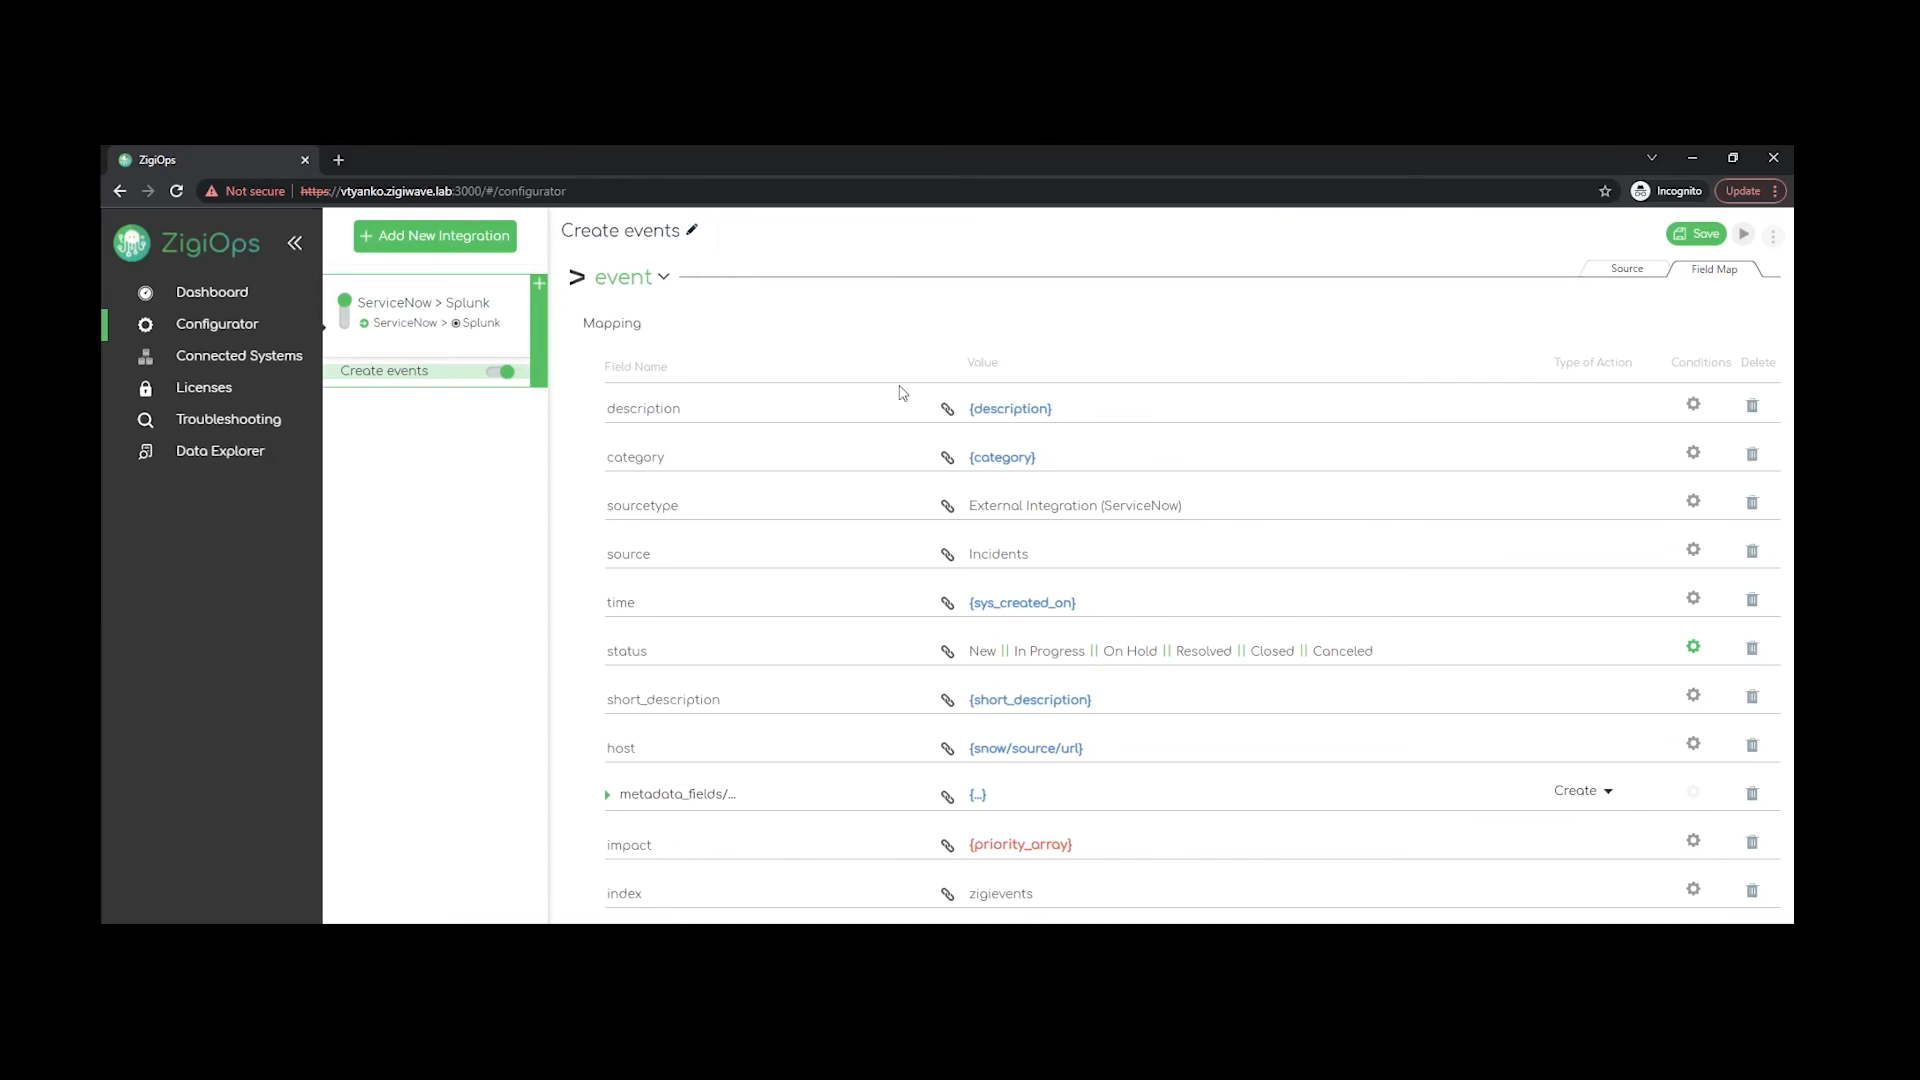 ZigiOps
Not secure https://vtyanko.zigiwave.lab:3000/#/configurator
Incognito
Update
ZigiOps
Dashboard
Configurator
Connected Systems
Licenses
Troubleshooting
Data Explorer
+ Add New Integration
ServiceNow > Splunk
ServiceNow > Splunk
Create events
Create events
Save
> event
Source
Field Map
Mapping
Field Name Value Type of Action Conditions Delete
description {description}
category {category}
sourcetype External Integration (ServiceNow)
source Incidents
time {sys_created_on}
status New || In Progress || On Hold || Resolved || Closed || Canceled
short_description {short_description}
host {snow/source/url}
metadata_fields/... {...} Create
impact {priority_array}
index zigievents